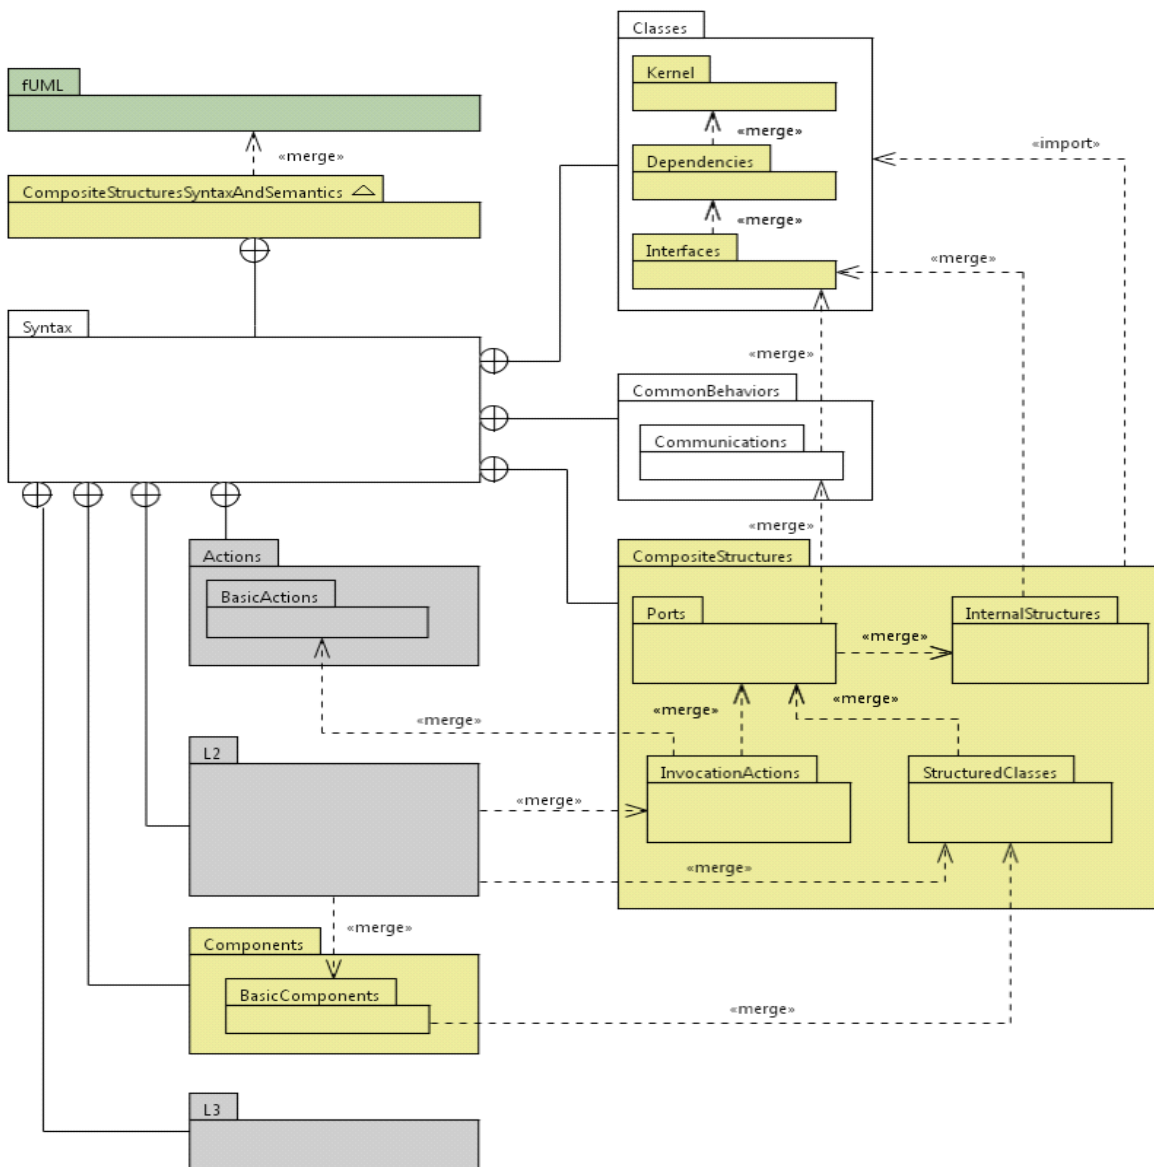 Classes
fUML
Kernel
«merge»
«merge»
Dependencies
«import»
CompositeStructuresSyntaxAndSemantics
«merge»
Interfaces
«merge»
Syntax
«merge»
CommonBehaviors
Communications
«merge»
Actions
CompositeStructures
BasicActions
Ports
InternalStructures
«merge»
«merge»
«merge»
«merge»
L2
InvocationActions
StructuredClasses
«merge»
«merge»
«merge»
Components
BasicComponents
«merge»
L3